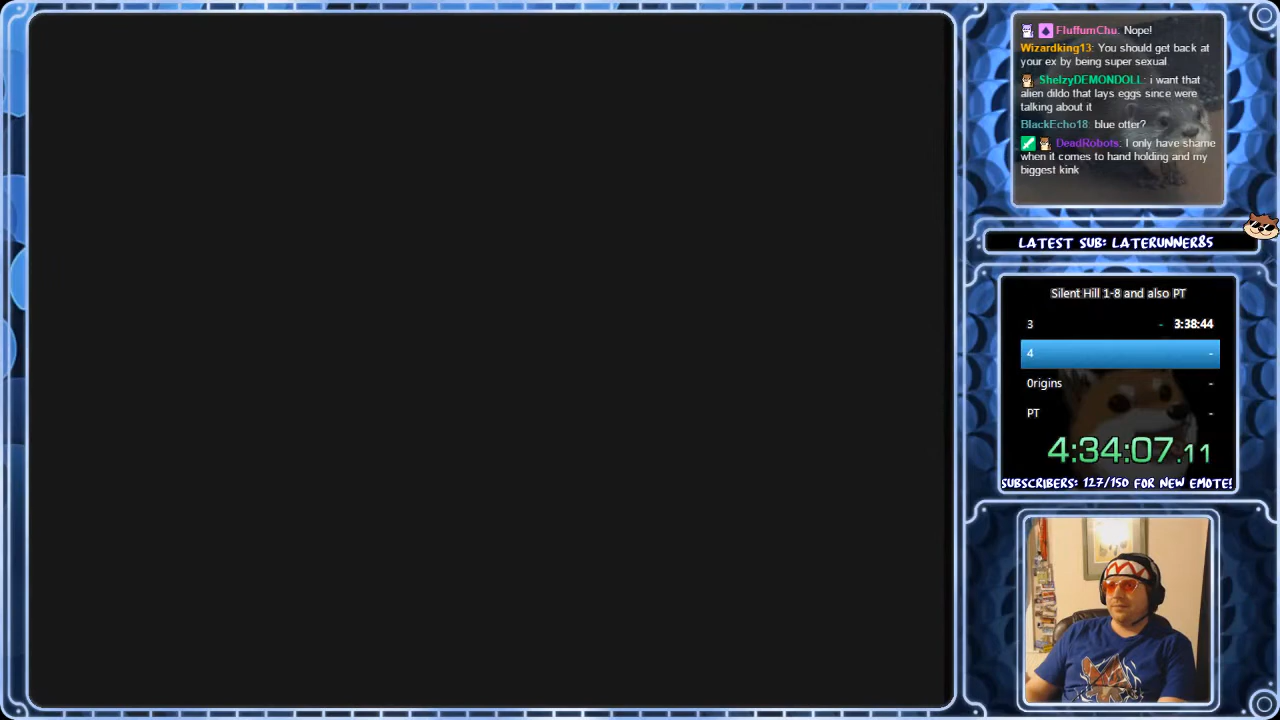 FluffumChu: Nope!
Wizardking13: You should get back at
your ex by being super sexual
ShelzyDEMONDOLL: i want that
alien dildo that lays eggs since were
talking about it
BlackEcho18: blue otter?
DeadRobots: I only have shame
when it comes to hand holding and my
biggest kink
LATEST SUB: LATERUNNER85
Silent Hill 1-8 and also PT
3 - 3:38:44
4 -
0rigins -
PT -
4:34:07.11
SUBSCRIBERS: 127/150 FOR NEW EMOTE!